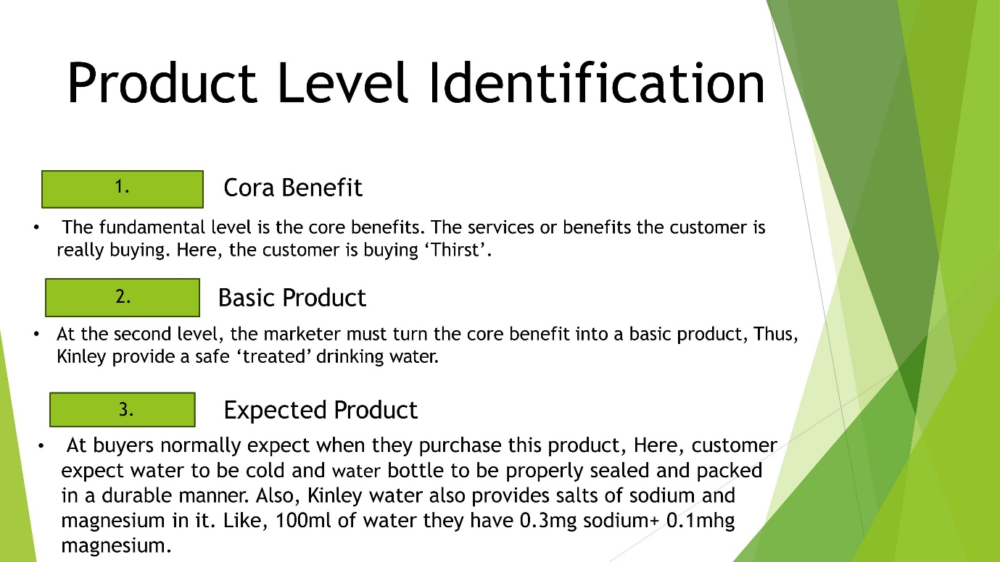 Product Level Identification
1.
Cora Benefit
• The fundamental level is the core benefits. The services or benefits the customer is
really buying. Here, the customer is buying ‘Thirst’.
2.
Basic Product
• At the second level, the marketer must turn the core benefit into a basic product, Thus,
Kinley provide a safe ‘treated’ drinking water.
3.
Expected Product
• At buyers normally expect when they purchase this product, Here, customer
expect water to be cold and water bottle to be properly sealed and packed
in a durable manner. Also, Kinley water also provides salts of sodium and
magnesium in it. Like, 100ml of water they have 0.3mg sodium+ 0.1mhg
magnesium.